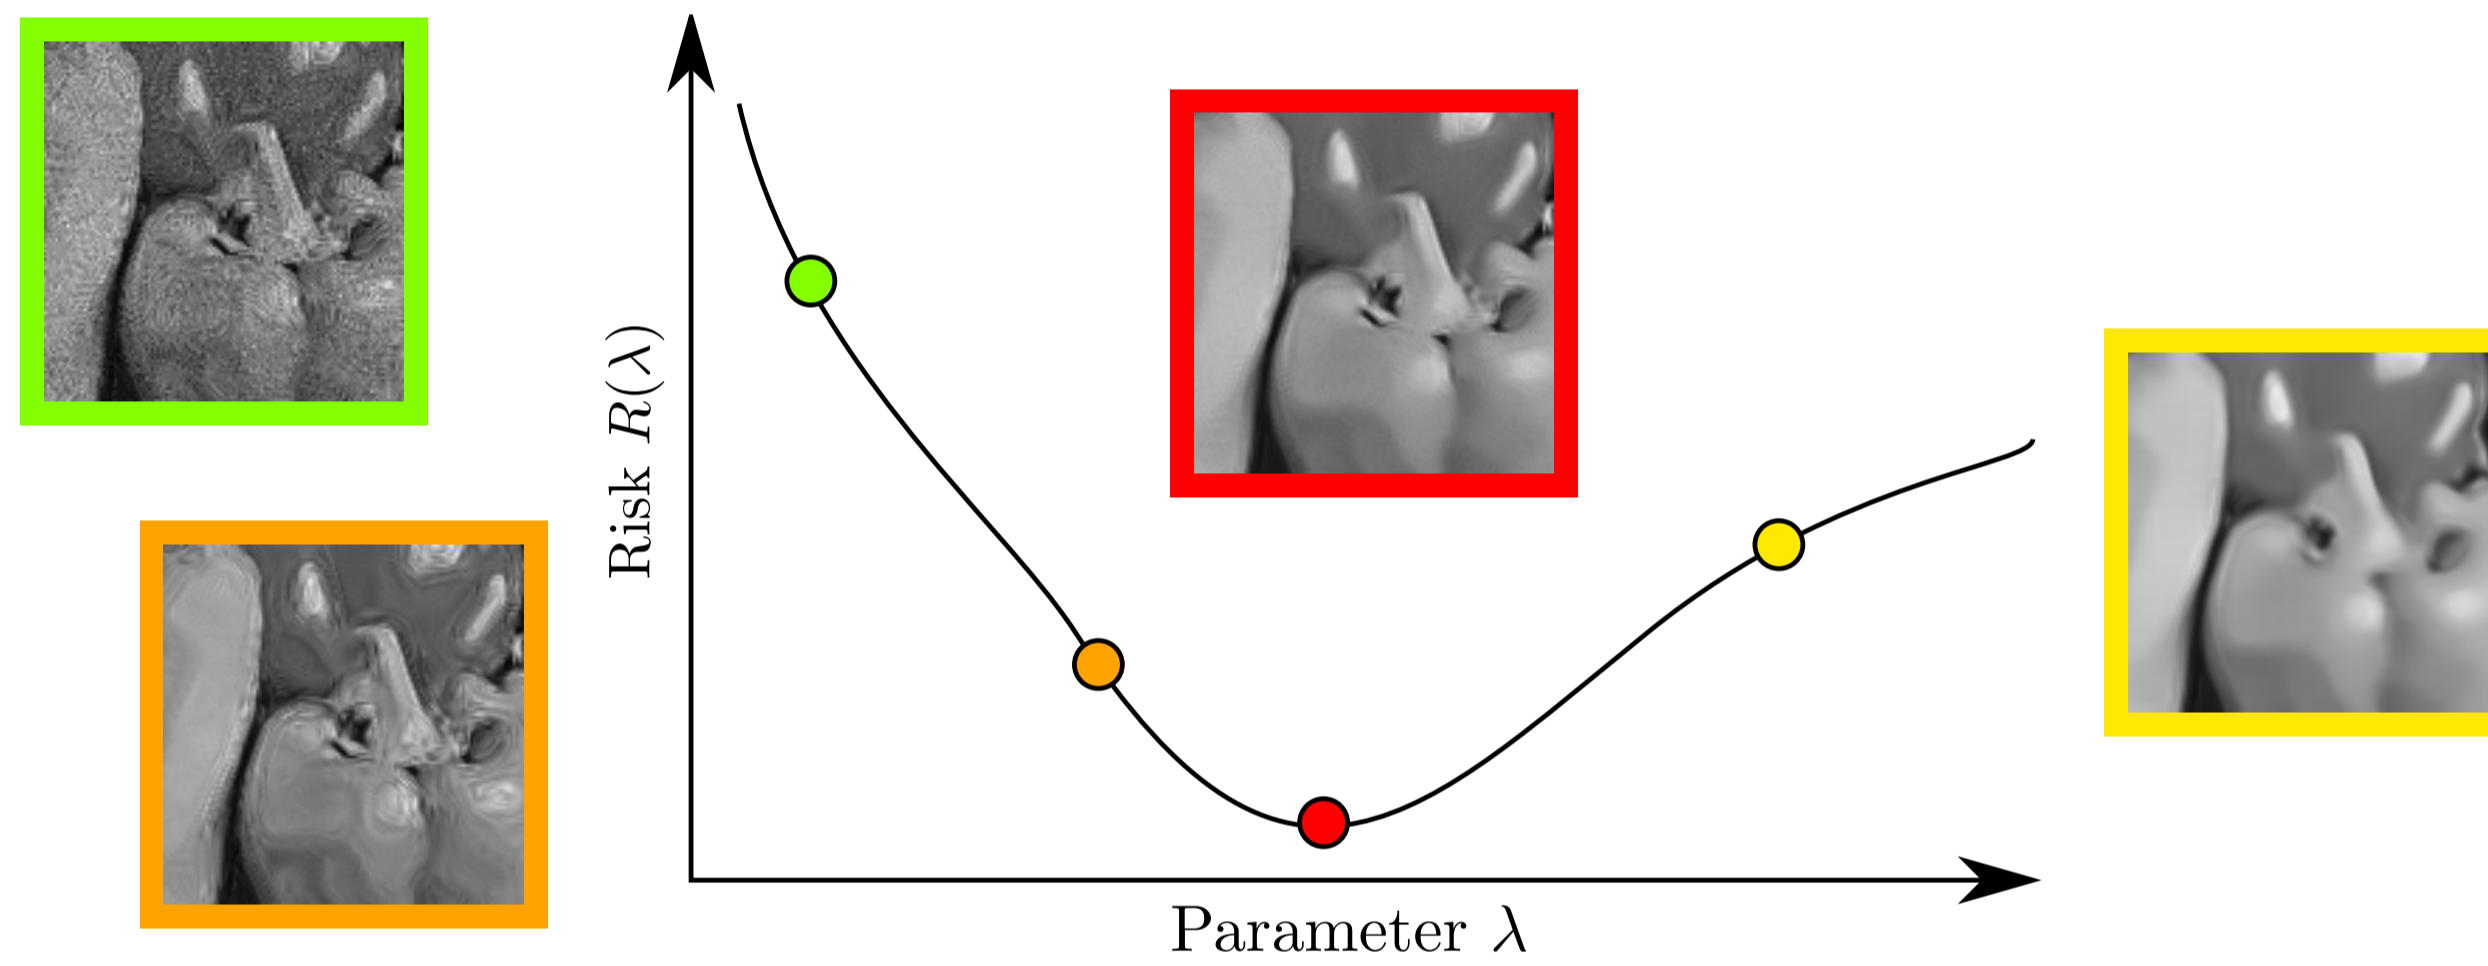 Risk R(λ)
Parameter λ